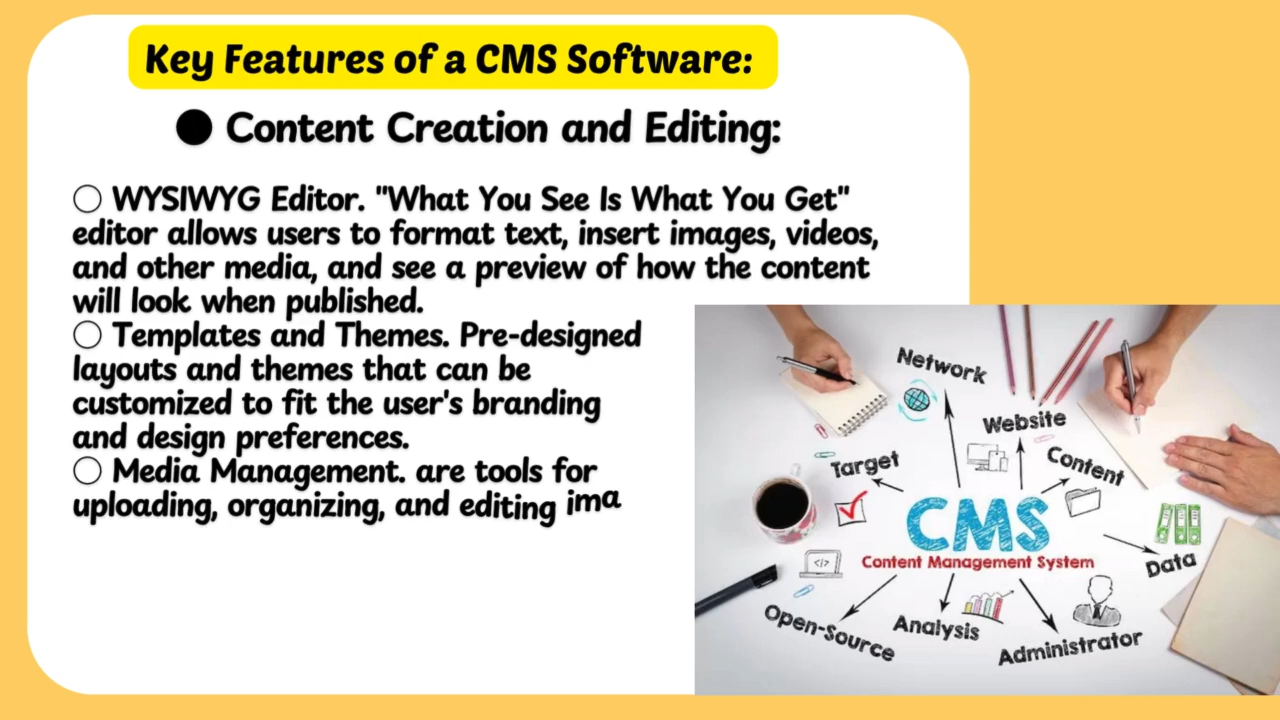 Key Features of a CMS Software:
● Content Creation and Editing:
○ WYSIWYG Editor. "What You See Is What You Get"
editor allows users to format text, insert images, videos,
and other media, and see a preview of how the content
will look when published.
○ Templates and Themes. Pre-designed
layouts and themes that can be
customized to fit the user's branding
and design preferences.
○ Media Management. are tools for
uploading, organizing, and editing ima
Network
Website
Target
Content
CMS
Content Management System
Data
</>
Open-Source
Analysis
Administrator